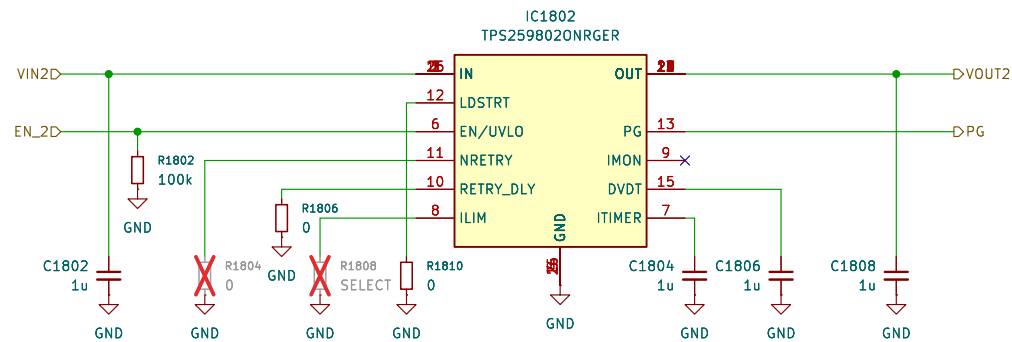 IC1802
TPS259802ONRGER
VIN2
IN
OUT
VOUT2
12
LDSTRT
EN_2
6
EN/UVLO
PG
13
PG
R1802
100k
11
NRETRY
IMON
9
10
RETRY_DLY
DVDT
15
R1806
0
8
ILIM
ITIMER
7
GND
GND
C1802
1u
R1804
0
GND
R1808
SELECT
R1810
0
C1804
1u
C1806
1u
C1808
1u
GND
GND
GND
GND
GND
GND
GND
GND